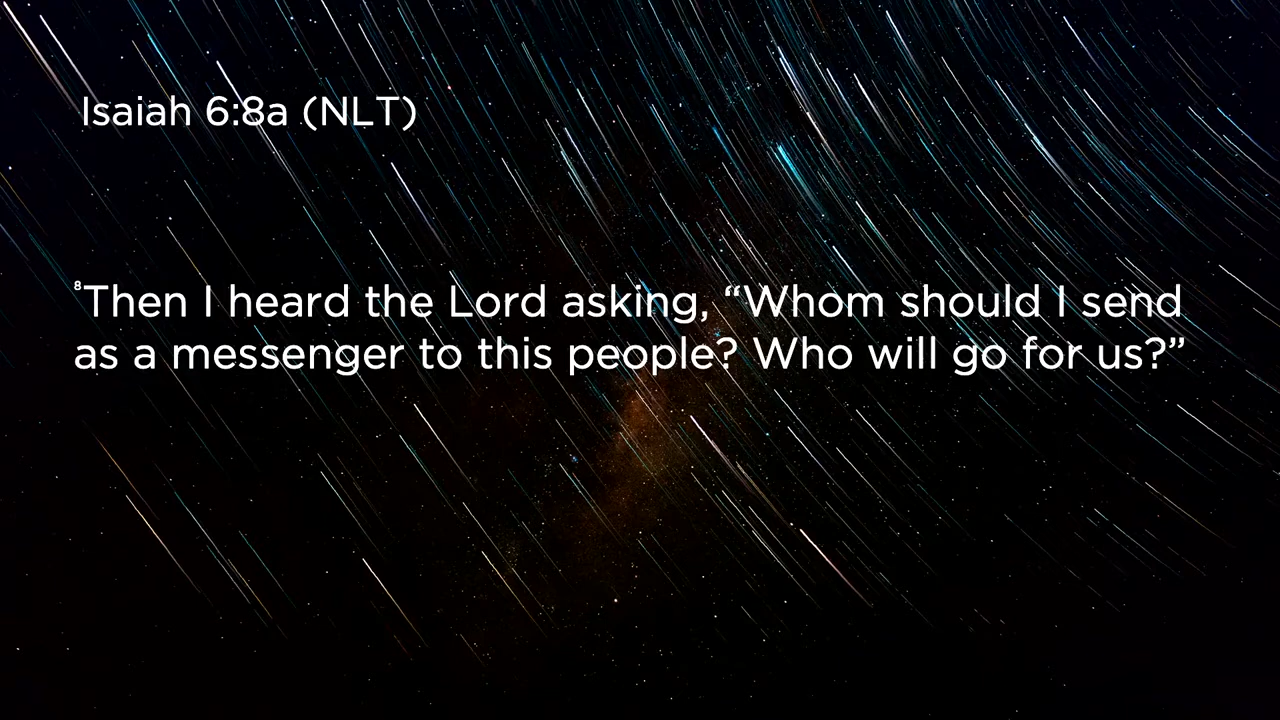 Isaiah 6:8a (NLT)
⁸Then I heard the Lord asking, “Whom should I send
as a messenger to this people? Who will go for us?”